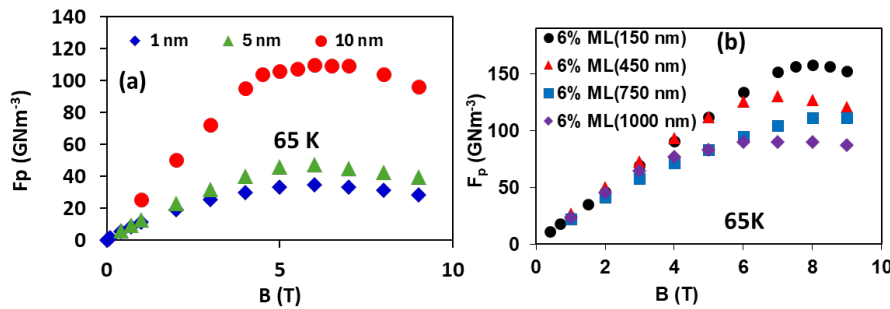 140
120
100
80
60
40
20
0
Fp (GNm-3)
1 nm 5 nm 10 nm
(a)
65 K
0 5 10
B (T)
200
150
100
50
0
Fp (GNm-3)
(b)
6% ML(150 nm)
6% ML(450 nm)
6% ML(750 nm)
6% ML(1000 nm)
65K
0 2 4 6 8 10
B (T)